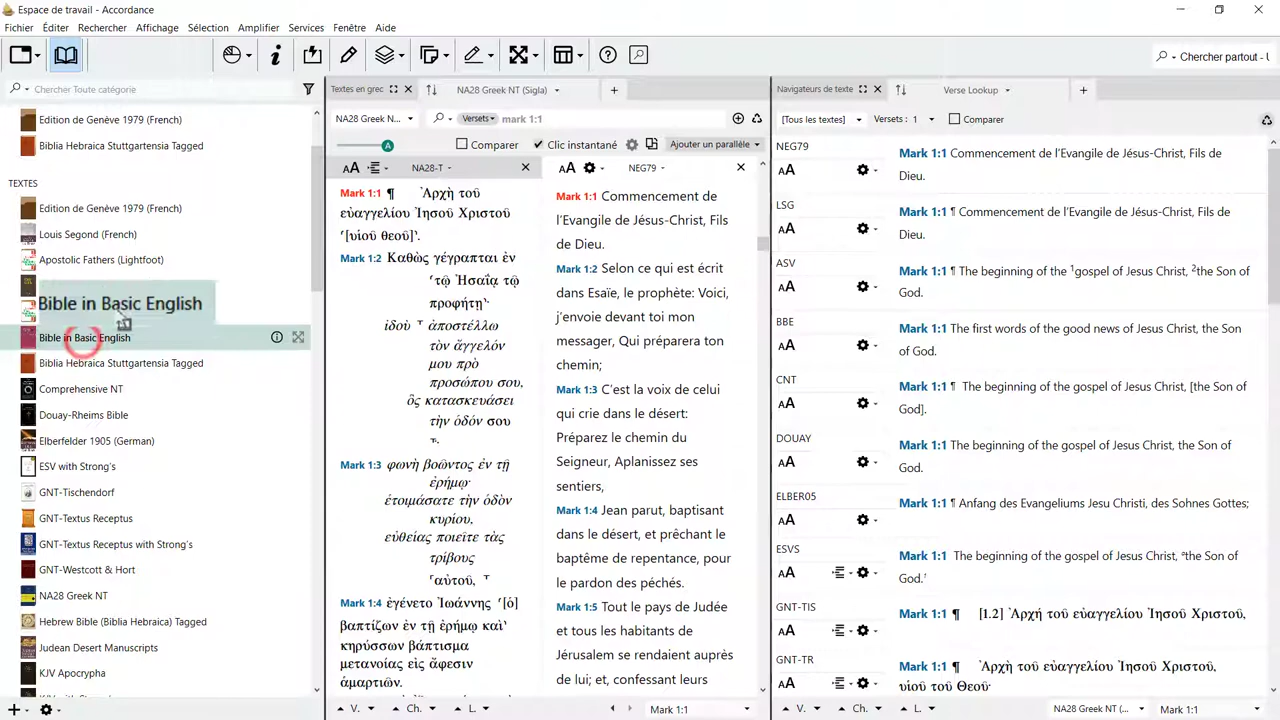 Espace de travail - Accordance
Fichier Éditer Rechercher Affichage Sélection Amplifier Services Fenêtre Aide
Chercher partout - L
Chercher Toute catégorie
Edition de Genève 1979 (French)
Biblia Hebraica Stuttgartensia Tagged
TEXTES
Edition de Genève 1979 (French)
Louis Segond (French)
Apostolic Fathers (Lightfoot)
Bible in Basic English
Bible in Basic English
Biblia Hebraica Stuttgartensia Tagged
Comprehensive NT
Douay-Rheims Bible
Elberfelder 1905 (German)
ESV with Strong's
GNT-Tischendorf
GNT-Textus Receptus
GNT-Textus Receptus with Strong's
GNT-Westcott & Hort
NA28 Greek NT
Hebrew Bible (Biblia Hebraica) Tagged
Judean Desert Manuscripts
KJV Apocrypha
Textes en grec
NA28 Greek NT (Sigla)
NA28 Greek N...
Versets
mark 1:1
A
Comparer
Clic instantané
Ajouter un parallèle
AA NA28-T
Mark 1:1 ¶ Ἀρχὴ τοῦ
εὐαγγελίου Ἰησοῦ Χριστοῦ
⸂[υἱοῦ θεοῦ]⸃.
Mark 1:2 Καθὼς γέγραπται ἐν
⸂τῷ Ἠσαΐᾳ τῷ
προφήτῃ⸃·
ἰδοὺ ⸆ ἀποστέλλω
τὸν ἄγγελόν
μου πρὸ
προσώπου σου,
ὃς κατασκευάσει
τὴν ὁδόν σου
⸆·
Mark 1:3 φωνὴ βοῶντος ἐν τῇ
ἐρήμῳ·
ἑτοιμάσατε τὴν ὁδὸν
κυρίου,
εὐθείας ποιεῖτε τὰς
τρίβους
⸂αὐτοῦ, ⸆
Mark 1:4 ἐγένετο Ἰωάννης ⸂[ὁ]
βαπτίζων ἐν τῇ ἐρήμῳ καὶ⸃
κηρύσσων βάπτισμα
μετανοίας εἰς ἄφεσιν
ἁμαρτιῶν.
AA NEG79
Mark 1:1 Commencement de
l'Evangile de Jésus-Christ, Fils
de Dieu.
Mark 1:2 Selon ce qui est écrit
dans Esaïe, le prophète: Voici,
j'envoie devant toi mon
messager, Qui préparera ton
chemin;
Mark 1:3 C'est la voix de celui
qui crie dans le désert:
Préparez le chemin du
Seigneur, Aplanissez ses
sentiers,
Mark 1:4 Jean parut, baptisant
dans le désert, et prêchant le
baptême de repentance, pour
le pardon des péchés.
Mark 1:5 Tout le pays de Judée
et tous les habitants de
Jérusalem se rendaient auprès
de lui; et, confessant leurs
V. Ch. L. Mark 1:1
Navigateurs de texte
Verse Lookup
[Tous les textes]
Versets : 1
Comparer
NEG79
AA
Mark 1:1 Commencement de l'Evangile de Jésus-Christ, Fils de
Dieu.
LSG
AA
Mark 1:1 ¶ Commencement de l'Evangile de Jésus-Christ, Fils de
Dieu.
ASV
AA
Mark 1:1 ¶ The beginning of the 1gospel of Jesus Christ, 2the Son of
God.
BBE
AA
Mark 1:1 The first words of the good news of Jesus Christ, the Son
of God.
CNT
AA
Mark 1:1 ¶ The beginning of the gospel of Jesus Christ, [the Son of
God].
DOUAY
AA
Mark 1:1 The beginning of the gospel of Jesus Christ, the Son of
God.
ELBER05
AA
Mark 1:1 ¶ Anfang des Evangeliums Jesu Christi, des Sohnes Gottes;
ESVS
AA
Mark 1:1 The beginning of the gospel of Jesus Christ, the Son of
God.
GNT-TIS
AA
Mark 1:1 ¶ [1.2] Ἀρχὴ τοῦ εὐαγγελίου Ἰησοῦ Χριστοῦ,
GNT-TR
AA
Mark 1:1 ¶ Ἀρχὴ τοῦ εὐαγγελίου Ἰησοῦ Χριστοῦ,
υἱοῦ τοῦ Θεοῦ·
V. Ch. L. NA28 Greek NT (... Mark 1:1